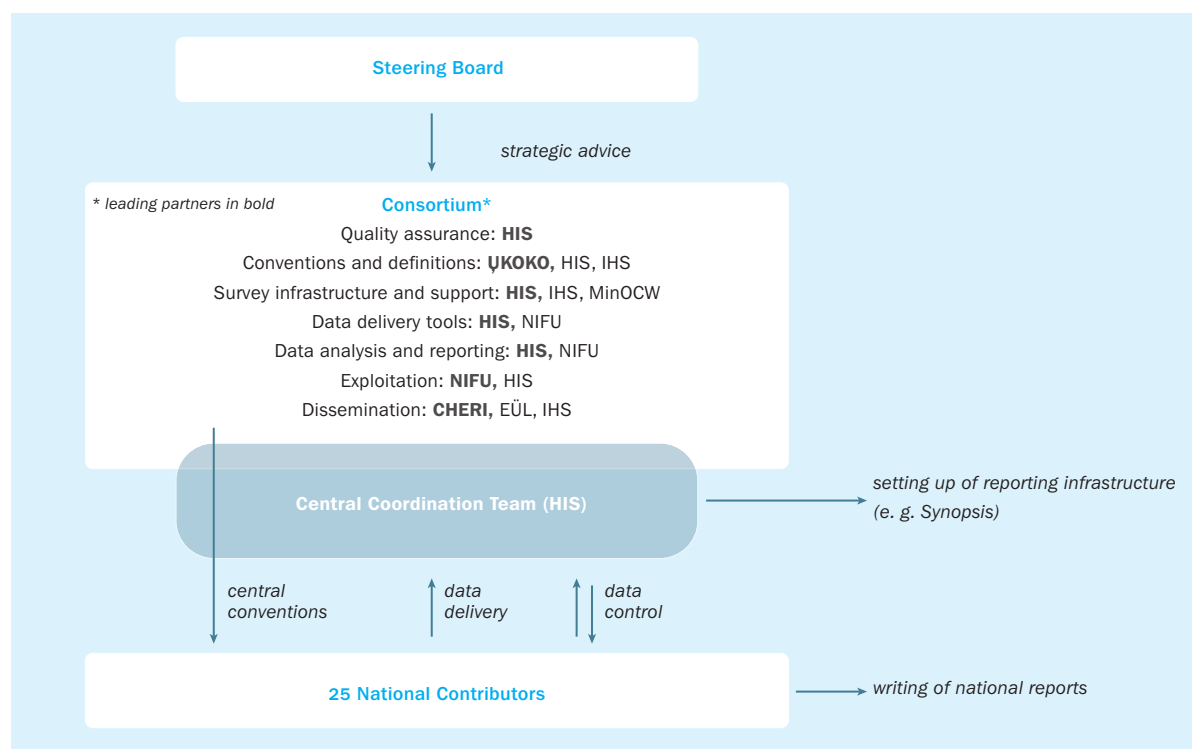 Steering Board
strategic advice
* leading partners in bold
Consortium*
Quality assurance: HIS
Conventions and definitions: ŲKOKO, HIS, IHS
Survey infrastructure and support: HIS, IHS, MinOCW
Data delivery tools: HIS, NIFU
Data analysis and reporting: HIS, NIFU
Exploitation: NIFU, HIS
Dissemination: CHERI, EÜL, IHS
Central Coordination Team (HIS)
setting up of reporting infrastructure
(e. g. Synopsis)
central
conventions
data
delivery
data
control
25 National Contributors
writing of national reports